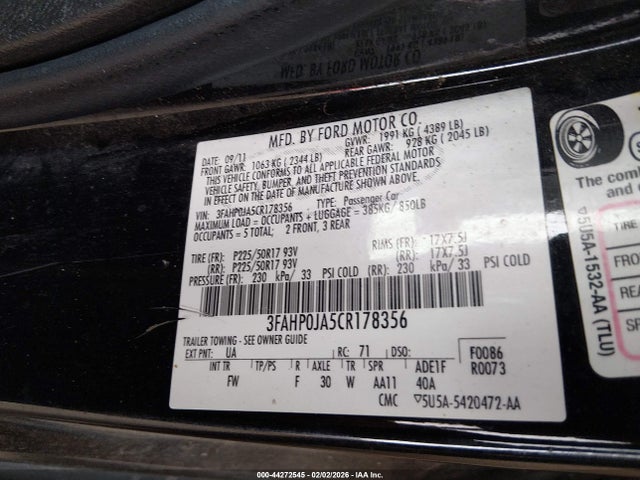 MFD. BY FORD MOTOR CO.
DATE: 09/11 GVWR: 1991 KG ( 4389 LB)
FRONT GAWR: 1063 KG ( 2344 LB) REAR GAWR: 928 KG ( 2045 LB)
THIS VEHICLE CONFORMS TO ALL APPLICABLE FEDERAL MOTOR
VEHICLE SAFETY, BUMPER, AND THEFT PREVENTION STANDARDS
IN EFFECT ON THE DATE OF MANUFACTURE SHOWN ABOVE.
VIN: 3FAHP0JA5CR178356 TYPE: Passenger Car
MAXIMUM LOAD = OCCUPANTS + LUGGAGE = 385KG/850LB
OCCUPANTS = 5 TOTAL; 2 FRONT, 3 REAR
TIRE (FR): P225/50R17 93V RIMS (FR): 17X7.5J
(RR): P225/50R17 93V (RR): 17X7.5J
PRESSURE (FR): 230 kPa/ 33 PSI COLD (RR): 230 kPa/ 33 PSI COLD
3FAHP0JA5CR178356
TRAILER TOWING - SEE OWNER GUIDE
EXT PNT: UA RC: 71 DSO: F0086
R0073
INT TR TP/PS R AXLE TR SPR ADE1F
FW F 30 W AA11 40A
CMC ▽5U5A-5420472-AA
The comb
TIRE
FRO
REA
SP
▽5U5A-1532-AA (TLU)
MFD. BY FORD MOTOR CO
000-44272545 - 02/02/2026 - IAA Inc.